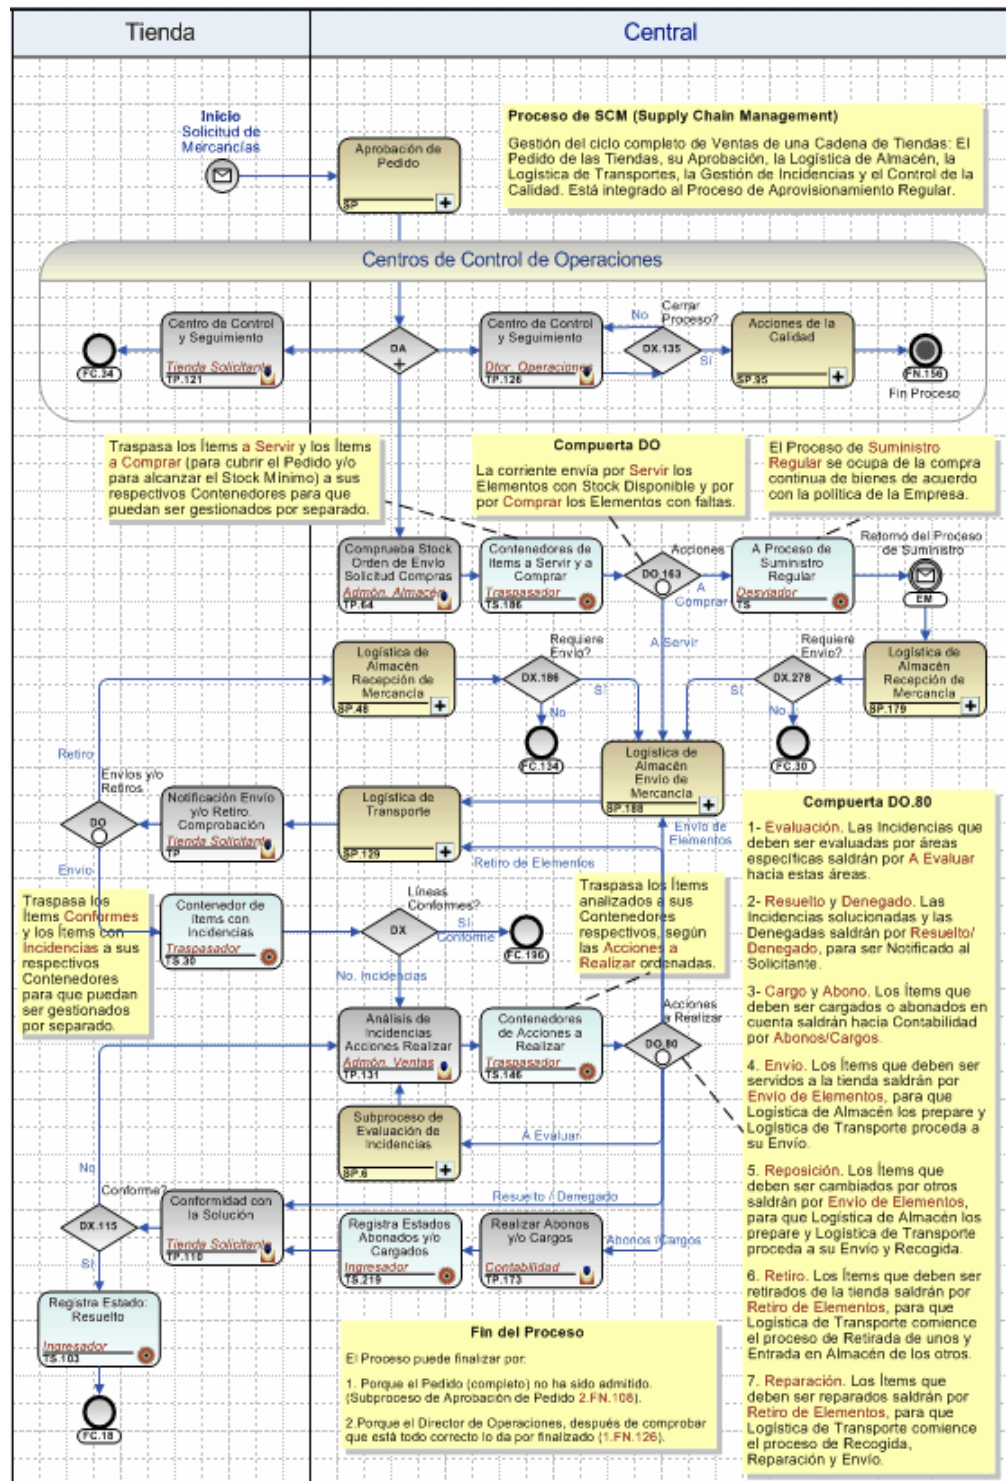 Tienda
Central
Inicio
Solicitud de
Mercancías
Aprobación de
Pedido
SP
Proceso de SCM (Supply Chain Management)
Gestión del ciclo completo de Ventas de una Cadena de Tiendas: El
Pedido de las Tiendas, su Aprobación, la Logística de Almacén, la
Logística de Transportes, la Gestión de Incidencias y el Control de la
Calidad. Está integrado al Proceso de Aprovisionamiento Regular.
Centros de Control de Operaciones
FC.34
Centro de Control
y Seguimiento
Tienda Solicitante
TP.121
DA
Centro de Control
y Seguimiento
Dtor. Operaciones
TP.126
No
Cerrar
Proceso?
DX.135
Sí
Acciones de la
Calidad
SP.95
FN.156
Fin Proceso
Traspasa los Ítems a Servir y los Ítems
a Comprar (para cubrir el Pedido y/o
para alcanzar el Stock Mínimo) a sus
respectivos Contenedores para que
puedan ser gestionados por separado.
Compuerta DO
La corriente envía por Servir los
Elementos con Stock Disponible y por
por Comprar los Elementos con faltas.
El Proceso de Suministro
Regular se ocupa de la compra
continua de bienes de acuerdo
con la política de la Empresa.
Comprueba Stock
Orden de Envío
Solicitud Compras
Admón. Almacén
TP.64
Contenedores de
Items a Servir y a
Comprar
Traspasador
TS.186
Acciones
DO.163
A
Comprar
A Servir
A Proceso de
Suministro
Regular
Desviador
TS
Retorno del Proceso
de Suministro
EM
Logística de
Almacén
Recepción de
Mercancía
SP.48
Requiere
Envío?
DX.186
Sí
No
FC.134
Requiere
Envío?
DX.278
Sí
No
FC.30
Logística de
Almacén
Recepción de
Mercancía
SP.179
Retiro
Envíos y/o
Retiros
DO
Envío
Notificación Envío
y/o Retiro.
Comprobación
Tienda Solicitante
TP
Logística de
Transporte
SP.129
Logística de
Almacén
Envío de
Mercancía
SP.188
Envío de
Elementos
Retiro de Elementos
Traspasa los
Ítems Conformes
y los Ítems con
Incidencias a sus
respectivos
Contenedores
para que puedan
ser gestionados
por separado.
Contenedor de
ítems con
Incidencias
Traspasador
TS.30
Líneas
Conformes?
DX
Sí.
Conforme
FC.196
No. Incidencias
Traspasa los Ítems
analizados a sus
Contenedores
respectivos, según
las Acciones a
Realizar ordenadas.
Análisis de
Incidencias
Acciones Realizar
Admón. Ventas
TP.131
Contenedores
de Acciones a
Realizar
Traspasador
TS.146
Acciones
a Realizar
DO.80
Subproceso de
Evaluación de
Incidencias
SP.6
A Evaluar
No
Conforme?
DX.115
Sí
Conformidad con
la Solución
Tienda Solicitante
TP.110
Resuelto / Denegado
Registra Estados
Abonados y/o
Cargados
Ingresador
TS.219
Realizar Abonos
y/o Cargos
Contabilidad
TP.173
Abonos /Cargos
Registra Estado:
Resuelto
Ingresador
TS.103
FC.18
Fin del Proceso
El Proceso puede finalizar por:
1. Porque el Pedido (completo) no ha sido admitido.
(Subproceso de Aprobación de Pedido 2.FN.108).
2.Porque el Director de Operaciones, después de comprobar
que está todo correcto lo da por finalizado (1.FN.126).
Compuerta DO.80
1- Evaluación. Las Incidencias que
deben ser evaluadas por áreas
específicas saldrán por A Evaluar
hacia estas áreas.
2- Resuelto y Denegado. Las
Incidencias solucionadas y las
Denegadas saldrán por Resuelto/
Denegado, para ser Notificado al
Solicitante.
3- Cargo y Abono. Los Ítems que
deben ser cargados o abonados en
cuenta saldrán hacia Contabilidad
por Abonos/Cargos.
4. Envío. Los Ítems que deben ser
servidos a la tienda saldrán por
Envío de Elementos, para que
Logística de Almacén los prepare y
Logística de Transporte proceda a
su Envío.
5. Reposición. Los Ítems que
deben ser cambiados por otros
saldrán por Envío de Elementos,
para que Logística de Almacén los
prepare y Logística de Transporte
proceda a su Envío y Recogida.
6. Retiro. Los Ítems que deben ser
retirados de la tienda saldrán por
Retiro de Elementos, para que
Logística de Transporte comience
el proceso de Retirada de unos y
Entrada en Almacén de los otros.
7. Reparación. Los Ítems que
deben ser reparados saldrán por
Retiro de Elementos, para que
Logística de Transporte comience
el proceso de Recogida,
Reparación y Envío.